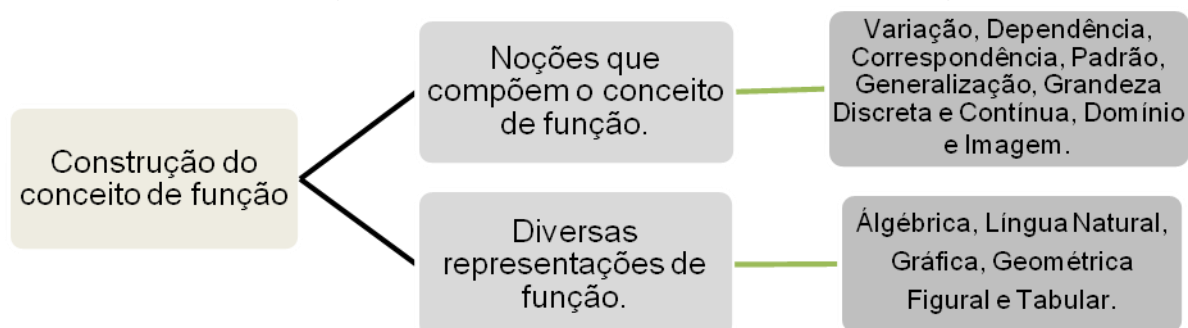 Construção do
conceito de função
Noções que
compõem o conceito
de função.
Variação, Dependência,
Correspondência, Padrão,
Generalização, Grandeza
Discreta e Contínua, Domínio
e Imagem.
Diversas
representações de
função.
Álgébrica, Língua Natural,
Gráfica, Geométrica
Figural e Tabular.